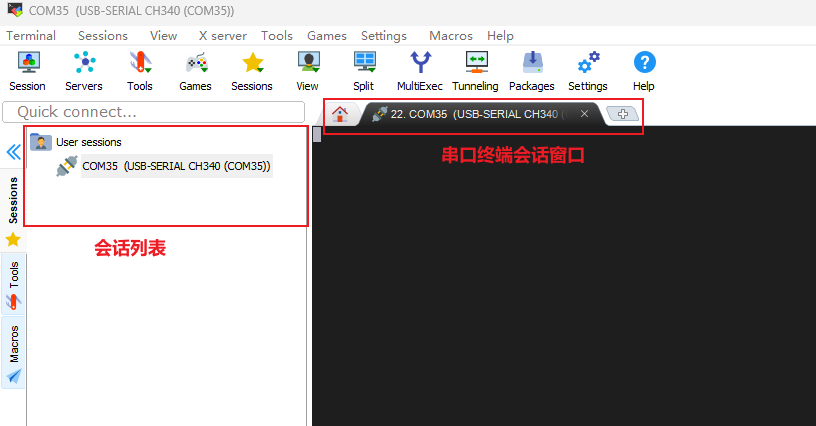 COM35 (USB-SERIAL CH340 (COM35))
Terminal Sessions View X server Tools Games Settings Macros Help
Session Servers Tools Games Sessions View Split MultiExec Tunneling Packages Settings Help
Quick connect...
22. COM35 (USB-SERIAL CH340 (
User sessions
COM35 (USB-SERIAL CH340 (COM35))
串口终端会话窗口
会话列表
Sessions
Tools
Macros